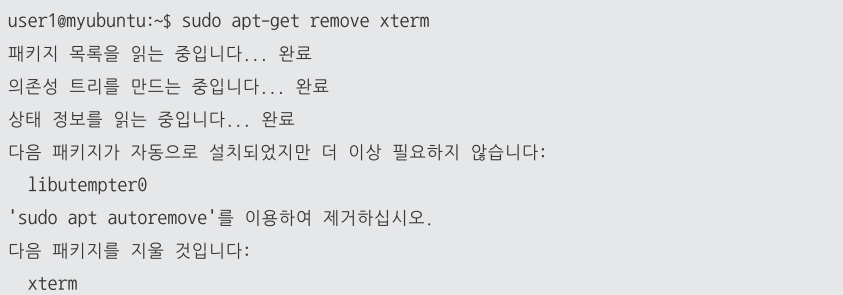 user1@myubuntu:~$ sudo apt-get remove xterm
패키지 목록을 읽는 중입니다... 완료
의존성 트리를 만드는 중입니다... 완료
상태 정보를 읽는 중입니다... 완료
다음 패키지가 자동으로 설치되었지만 더 이상 필요하지 않습니다:
libutempter0
'sudo apt autoremove'를 이용하여 제거하십시오.
다음 패키지를 지울 것입니다:
xterm